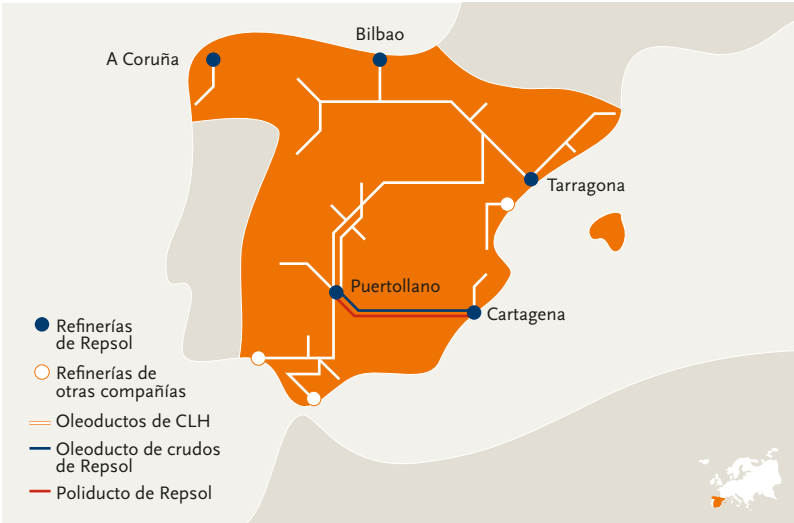 Bilbao
A Coruña
Tarragona
Puertollano
Cartagena
Refinerías
de Repsol
Refinerías de
otras compañías
Oleoductos de CLH
Oleoducto de crudos
de Repsol
Poliducto de Repsol